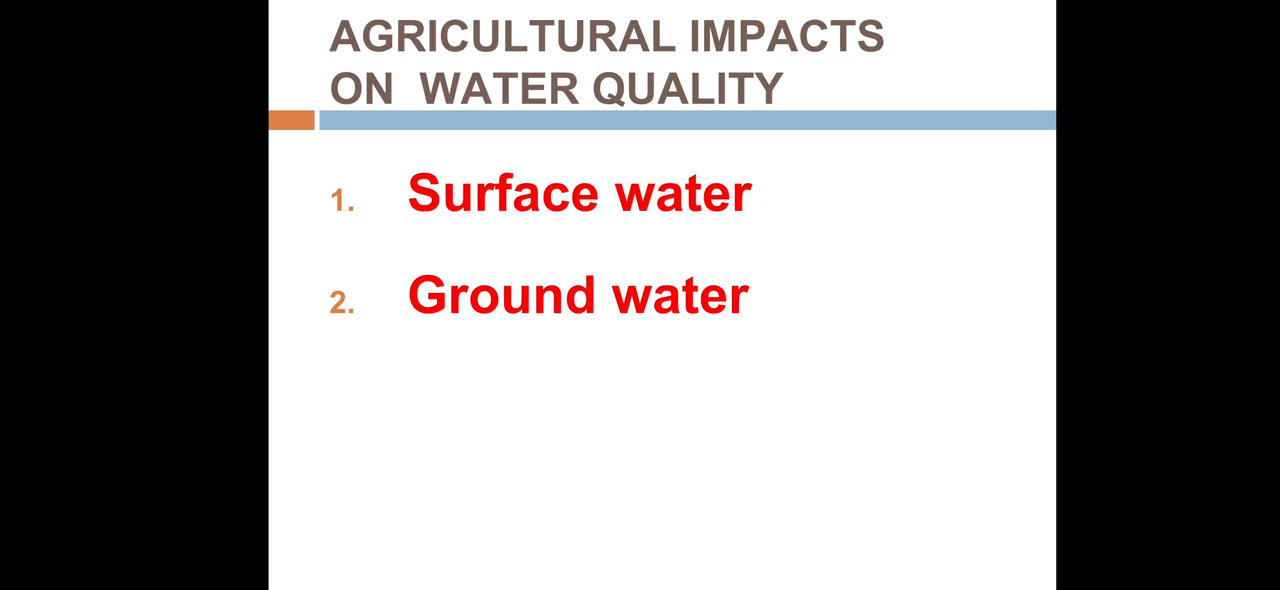 AGRICULTURAL IMPACTS
ON WATER QUALITY
1. Surface water
2. Ground water